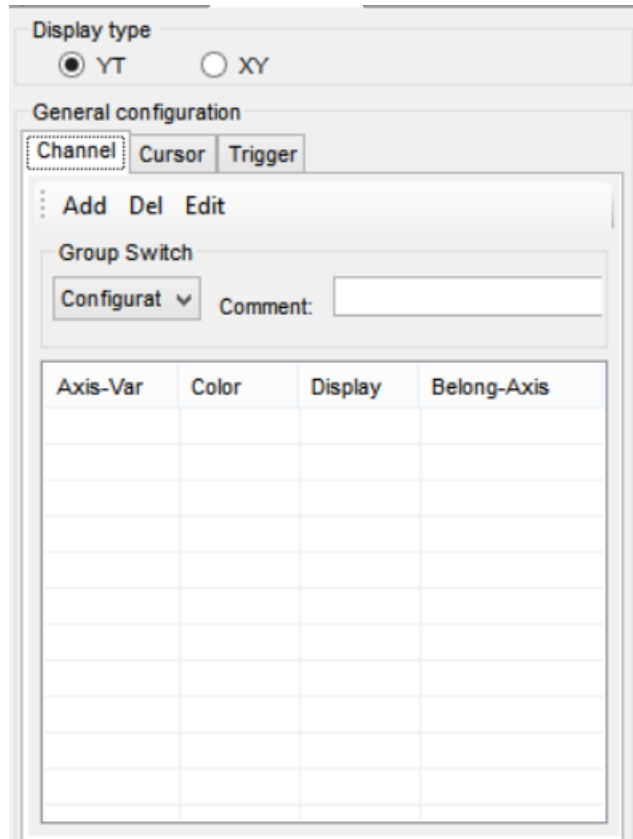 Display type
YT XY
General configuration
Channel Cursor Trigger
Add Del Edit
Group Switch
Configurat Comment:
Axis-Var Color Display Belong-Axis